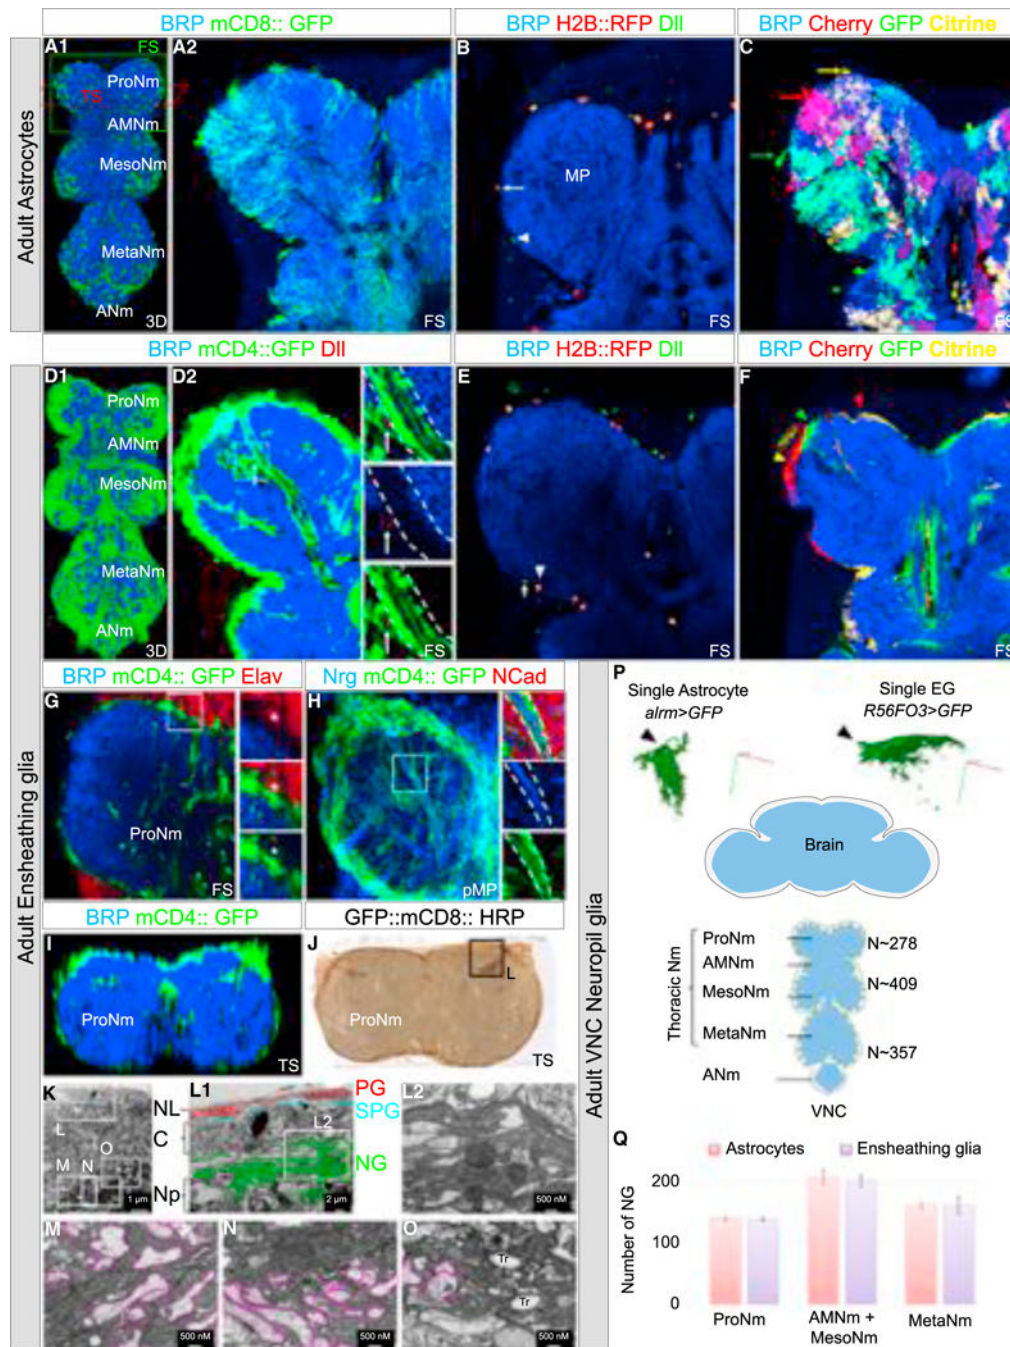 Adult Astrocytes
BRP mCD8:: GFP
BRP H2B::RFP Dll
BRP Cherry GFP Citrine
A1
FS
ProNm
TS
AMNm
MesoNm
MetaNm
ANm
3D
A2
FS
B
MP
FS
C
FS
Adult Ensheathing glia
BRP mCD4::GFP Dll
BRP H2B::RFP Dll
BRP Cherry GFP Citrine
D1
ProNm
AMNm
MesoNm
MetaNm
ANm
3D
D2
FS
E
FS
F
FS
BRP mCD4:: GFP Elav
Nrg mCD4:: GFP NCad
G
ProNm
FS
H
pMP
BRP mCD4:: GFP
GFP::mCD8:: HRP
I
ProNm
TS
J
L
ProNm
TS
K
L
O
M N
1 µm
NL
C
Np
L1
L2
2 µm
PG
SPG
NG
L2
500 nM
M
500 nM
N
500 nM
O
Tr
Tr
500 nM
Adult VNC Neuropil glia
P
Single Astrocyte
alrm>GFP
Single EG
R56FO3>GFP
Brain
Thoracic Nm
ProNm
AMNm
MesoNm
MetaNm
ANm
N~278
N~409
N~357
VNC
Q
Astrocytes
Ensheathing glia
Number of NG
200
100
0
ProNm
AMNm +
MesoNm
MetaNm